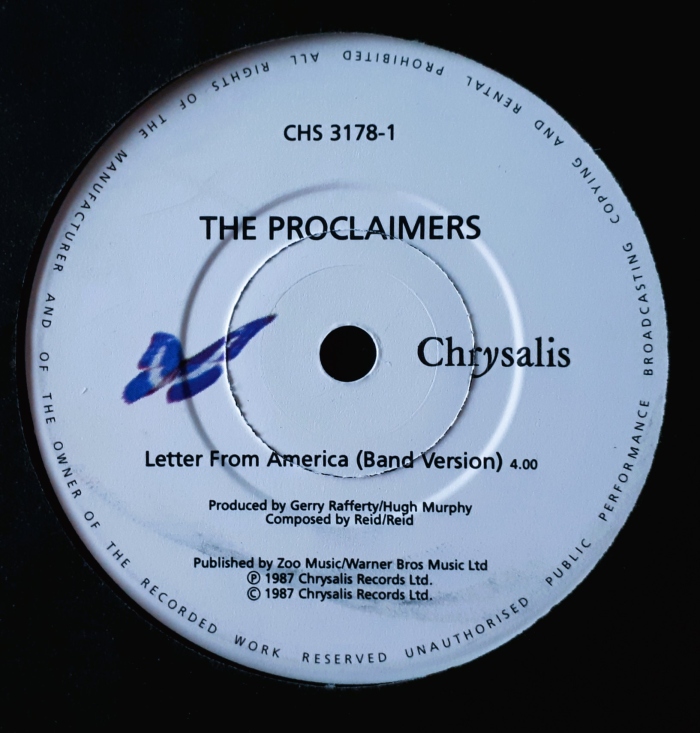 CHS 3178-1
THE PROCLAIMERS
Chrysalis
Letter From America (Band Version) 4.00
Produced by Gerry Rafferty/Hugh Murphy
Composed by Reid/Reid
Published by Zoo Music/Warner Bros Music Ltd
Ⓟ 1987 Chrysalis Records Ltd.
© 1987 Chrysalis Records Ltd.
ALL RIGHTS OF THE MANUFACTURER AND OF THE OWNER OF THE RECORDED WORK RESERVED UNAUTHORISED PUBLIC PERFORMANCE BROADCASTING COPYING AND RENTAL PROHIBITED